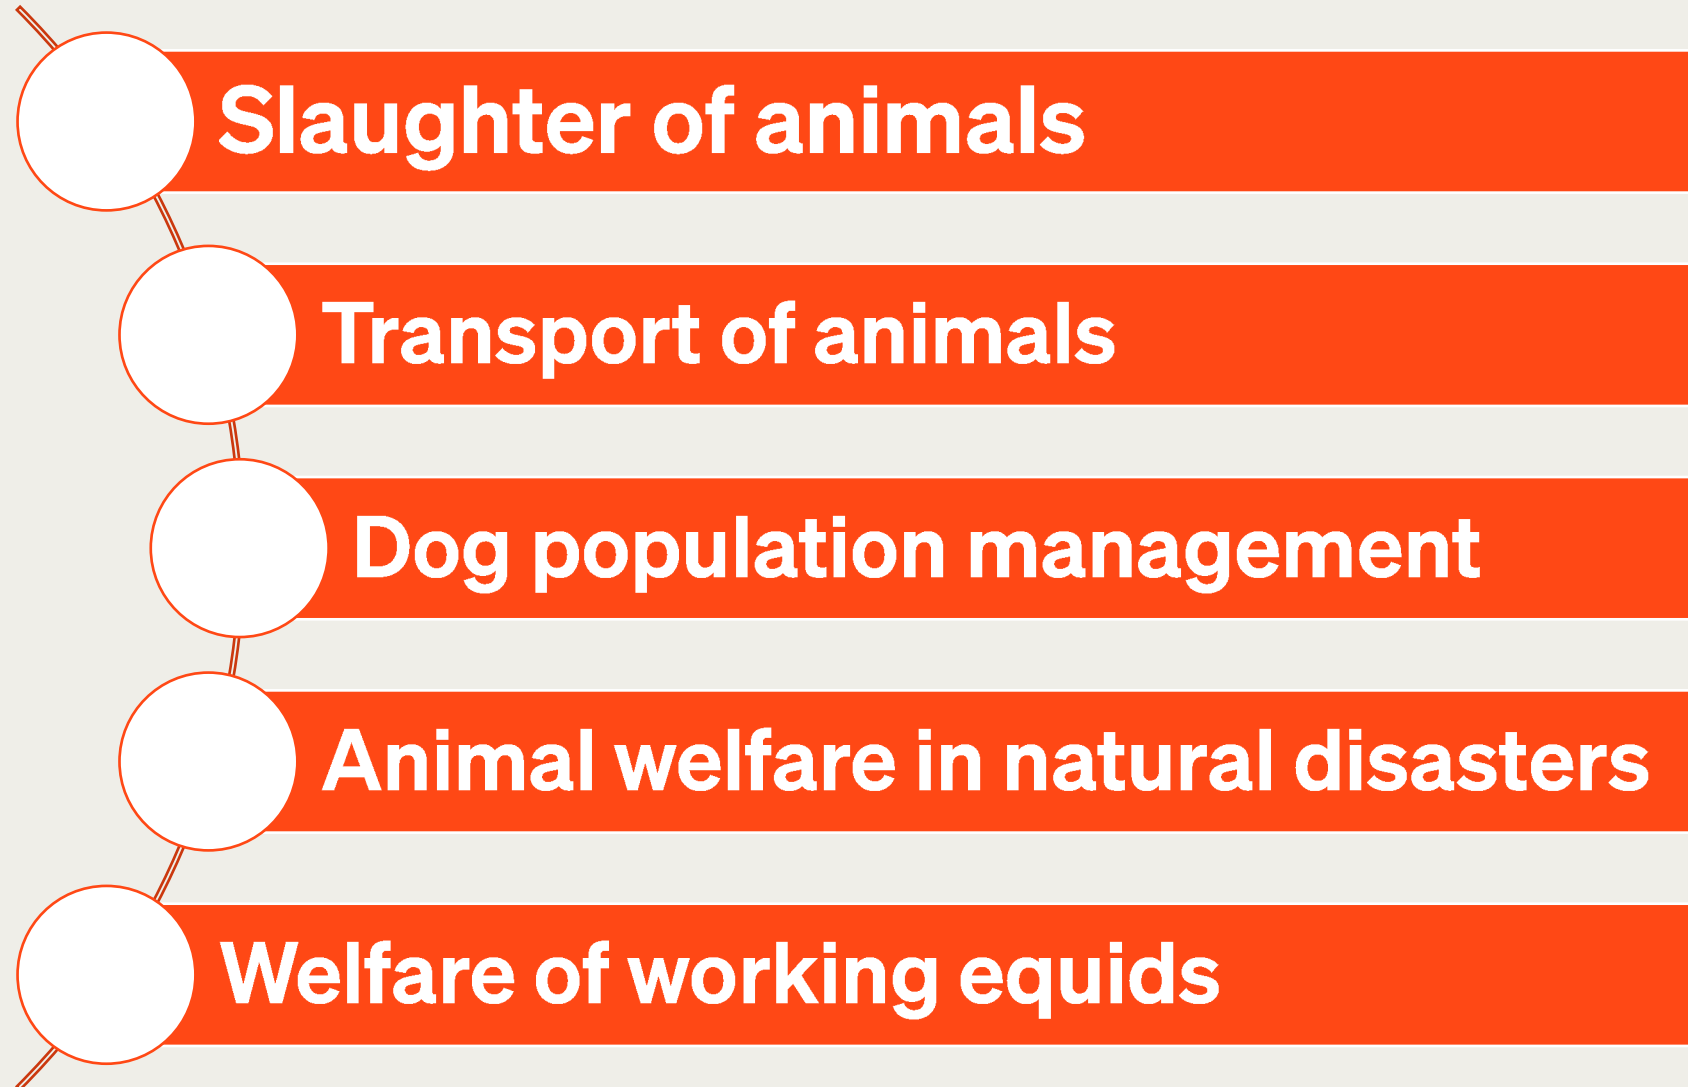 Slaughter of animals
Transport of animals
Dog population management
Animal welfare in natural disasters
Welfare of working equids